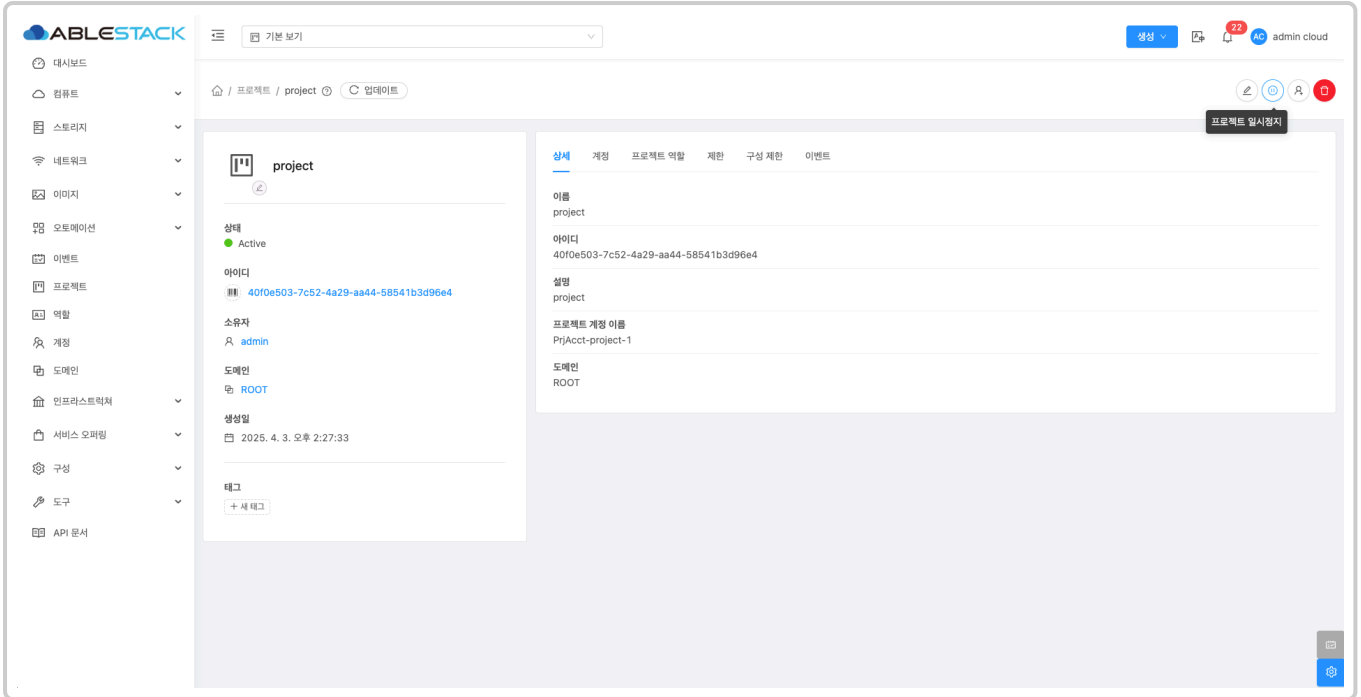 ABLESTACK
기본 보기
생성
22
AC
admin cloud
대시보드
컴퓨트
스토리지
네트워크
이미지
오토메이션
이벤트
프로젝트
역할
계정
도메인
인프라스트럭쳐
서비스 오퍼링
구성
도구
API 문서
/ 프로젝트 / project
업데이트
프로젝트 일시정지
project
상태
Active
아이디
40f0e503-7c52-4a29-aa44-58541b3d96e4
소유자
admin
도메인
ROOT
생성일
2025. 4. 3. 오후 2:27:33
태그
+ 새 태그
상세 계정 프로젝트 역할 제한 구성 제한 이벤트
이름
project
아이디
40f0e503-7c52-4a29-aa44-58541b3d96e4
설명
project
프로젝트 계정 이름
PrjAcct-project-1
도메인
ROOT